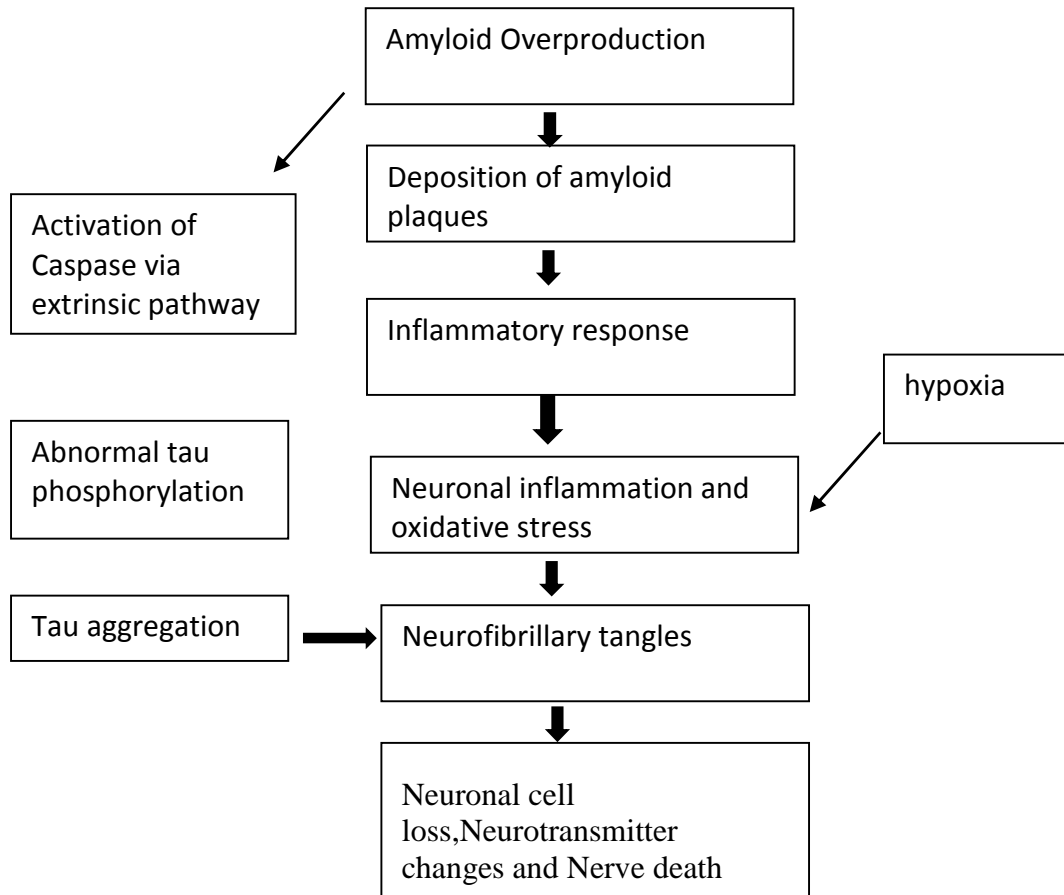 Amyloid Overproduction
Deposition of amyloid
plaques
Activation of
Caspase via
extrinsic pathway
Inflammatory response
hypoxia
Abnormal tau
phosphorylation
Neuronal inflammation and
oxidative stress
Tau aggregation
Neurofibrillary tangles
Neuronal cell
loss,Neurotransmitter
changes and Nerve death